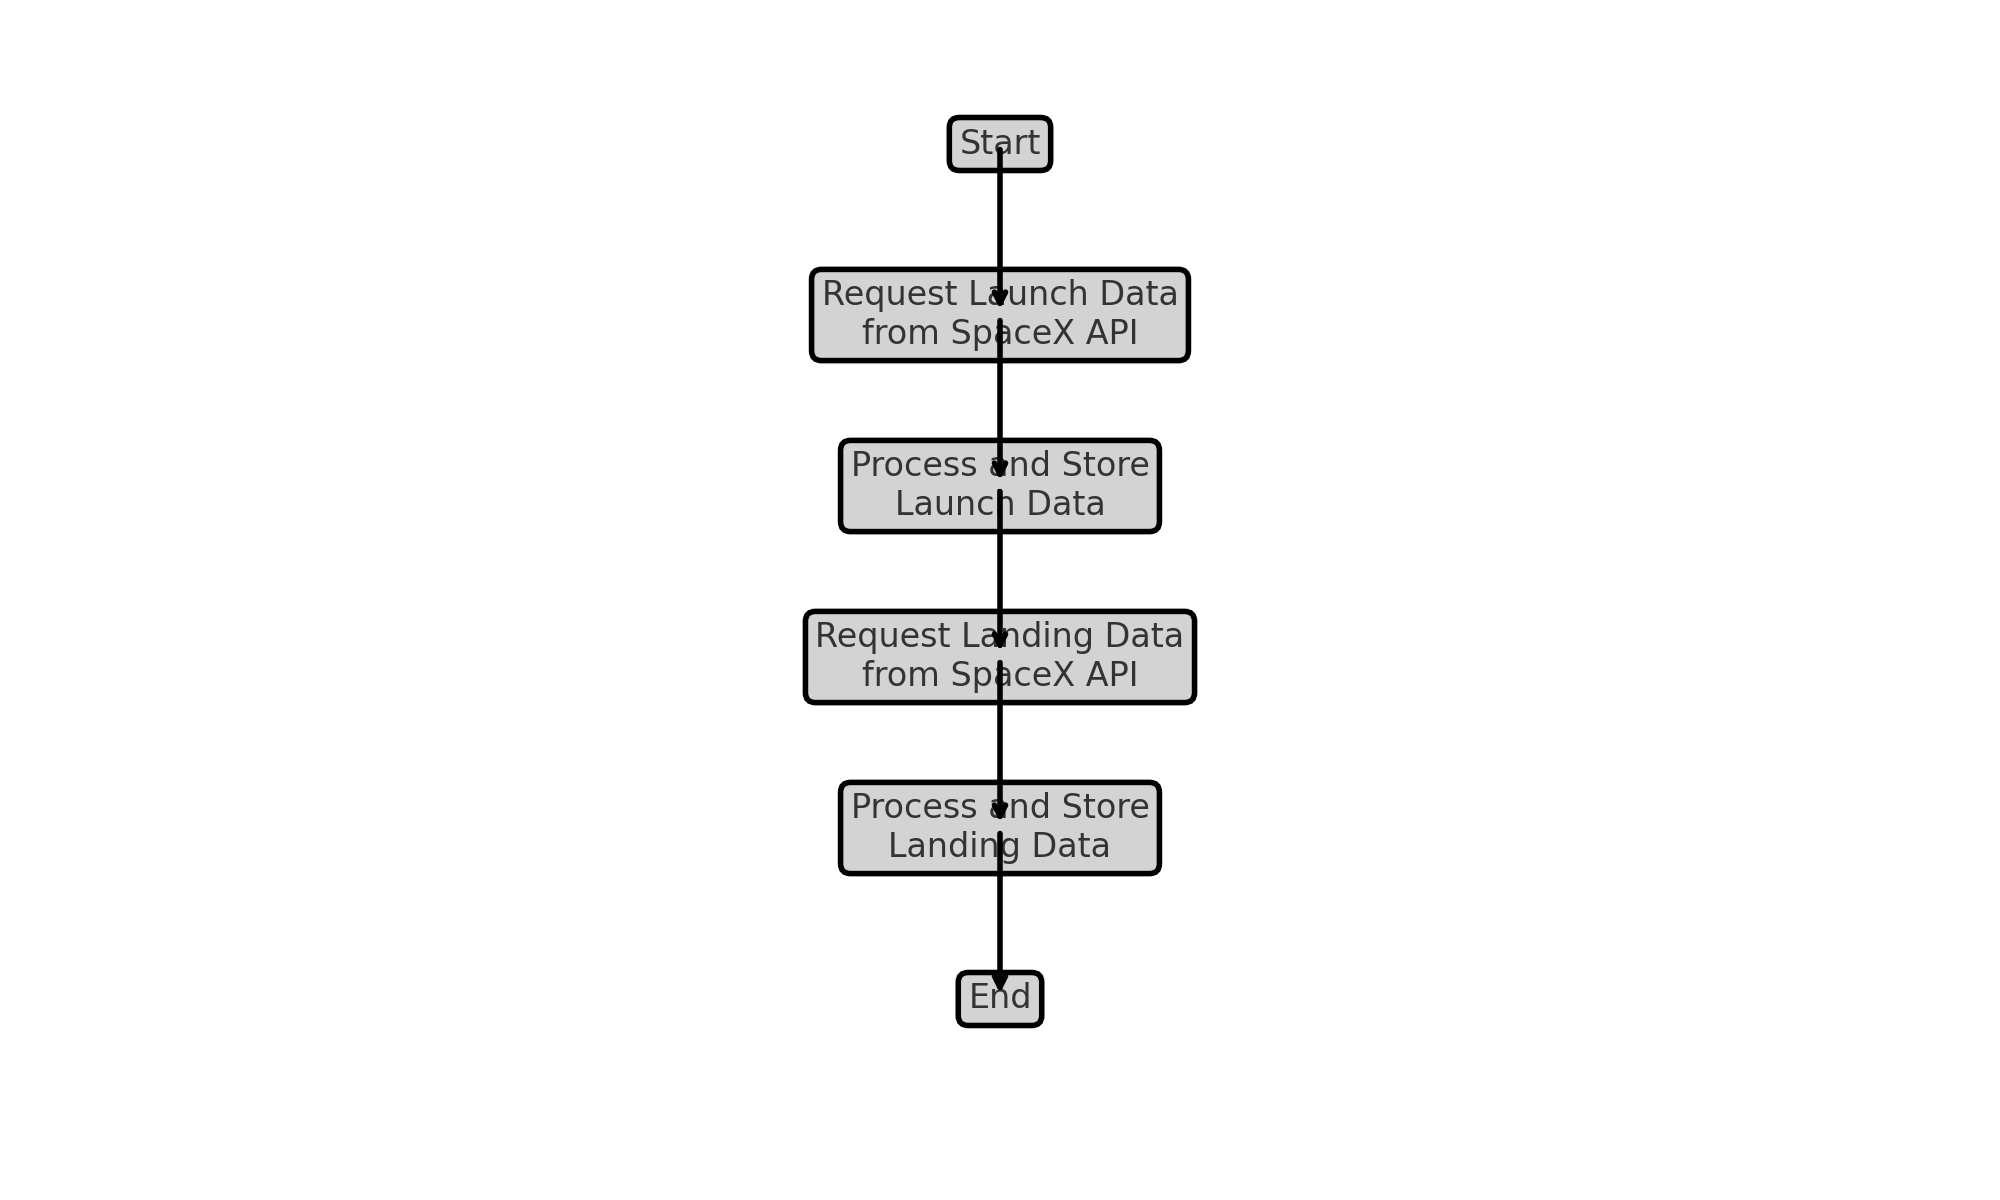 Start
Request Launch Data
from SpaceX API
Process and Store
Launch Data
Request Landing Data
from SpaceX API
Process and Store
Landing Data
End